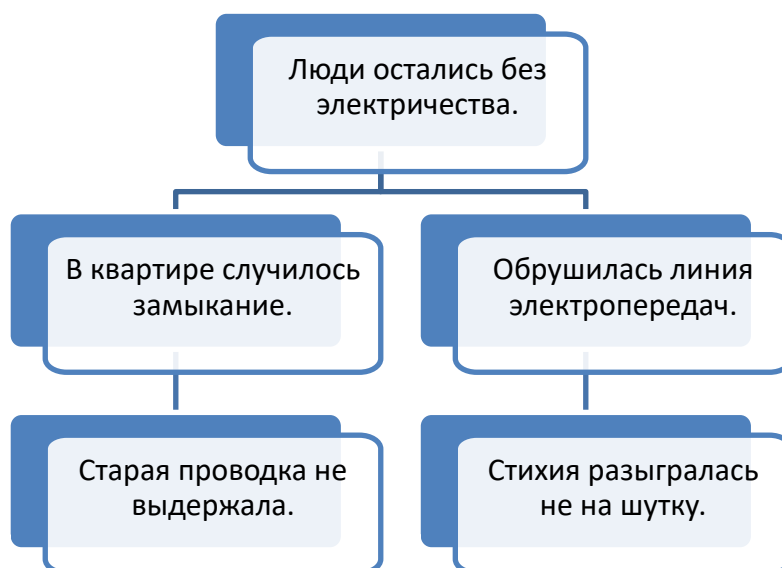 Люди остались без
электричества.
В квартире случилось
замыкание.
Обрушилась линия
электропередач.
Старая проводка не
выдержала.
Стихия разыгралась
не на шутку.